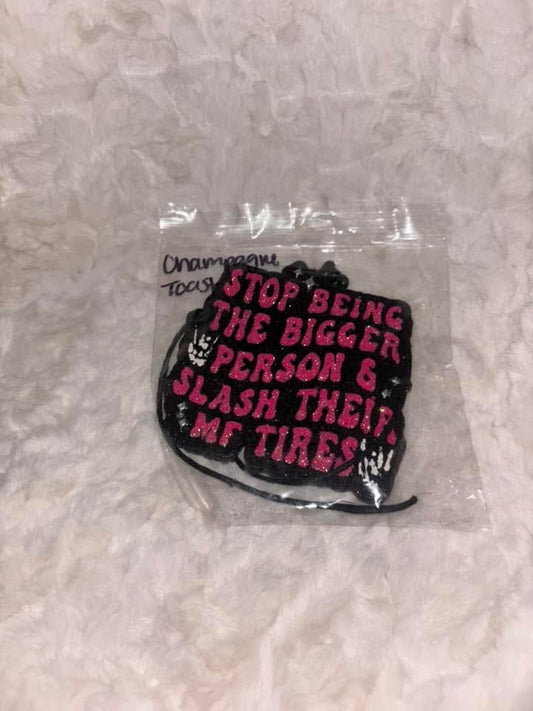 Champagne
Toast
STOP BEING
THE BIGGER
PERSON &
SLASH THEIR
MF TIRES